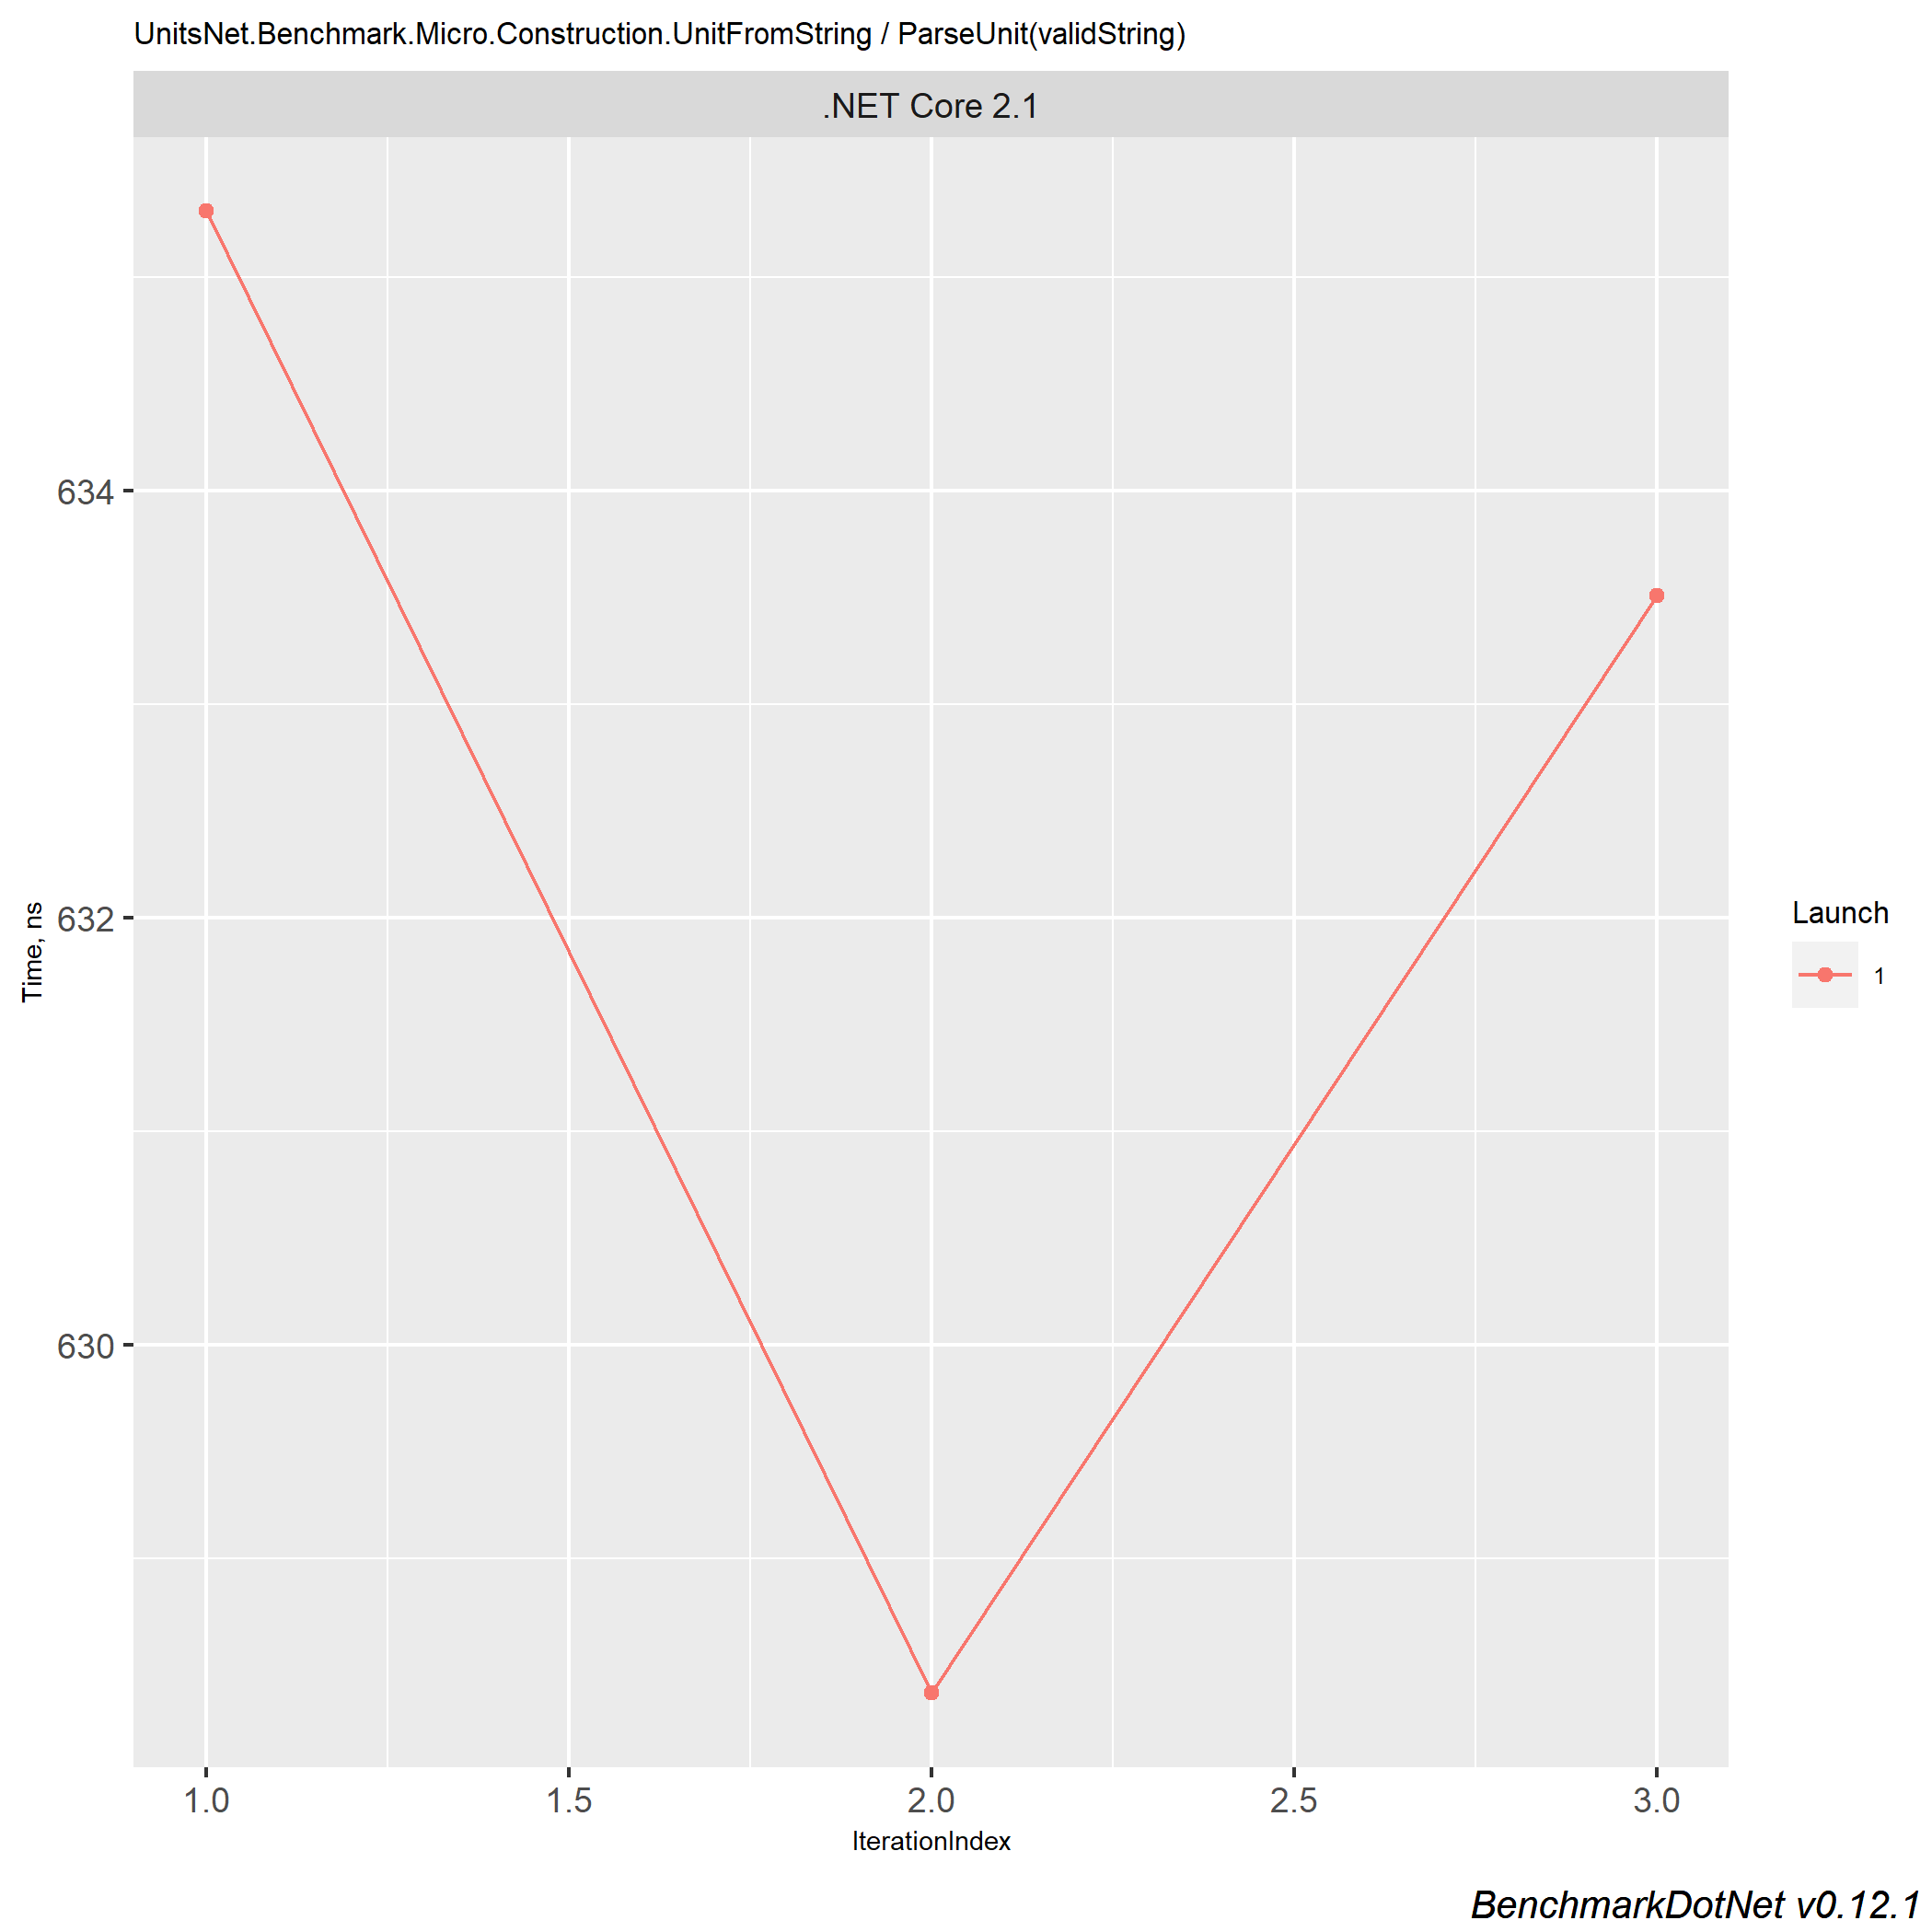 UnitsNet.Benchmark.Micro.Construction.UnitFromString / ParseUnit(validString)
.NET Core 2.1
634
632
630
Time, ns
Launch
1
1.0 1.5 2.0 2.5 3.0
IterationIndex
BenchmarkDotNet v0.12.1